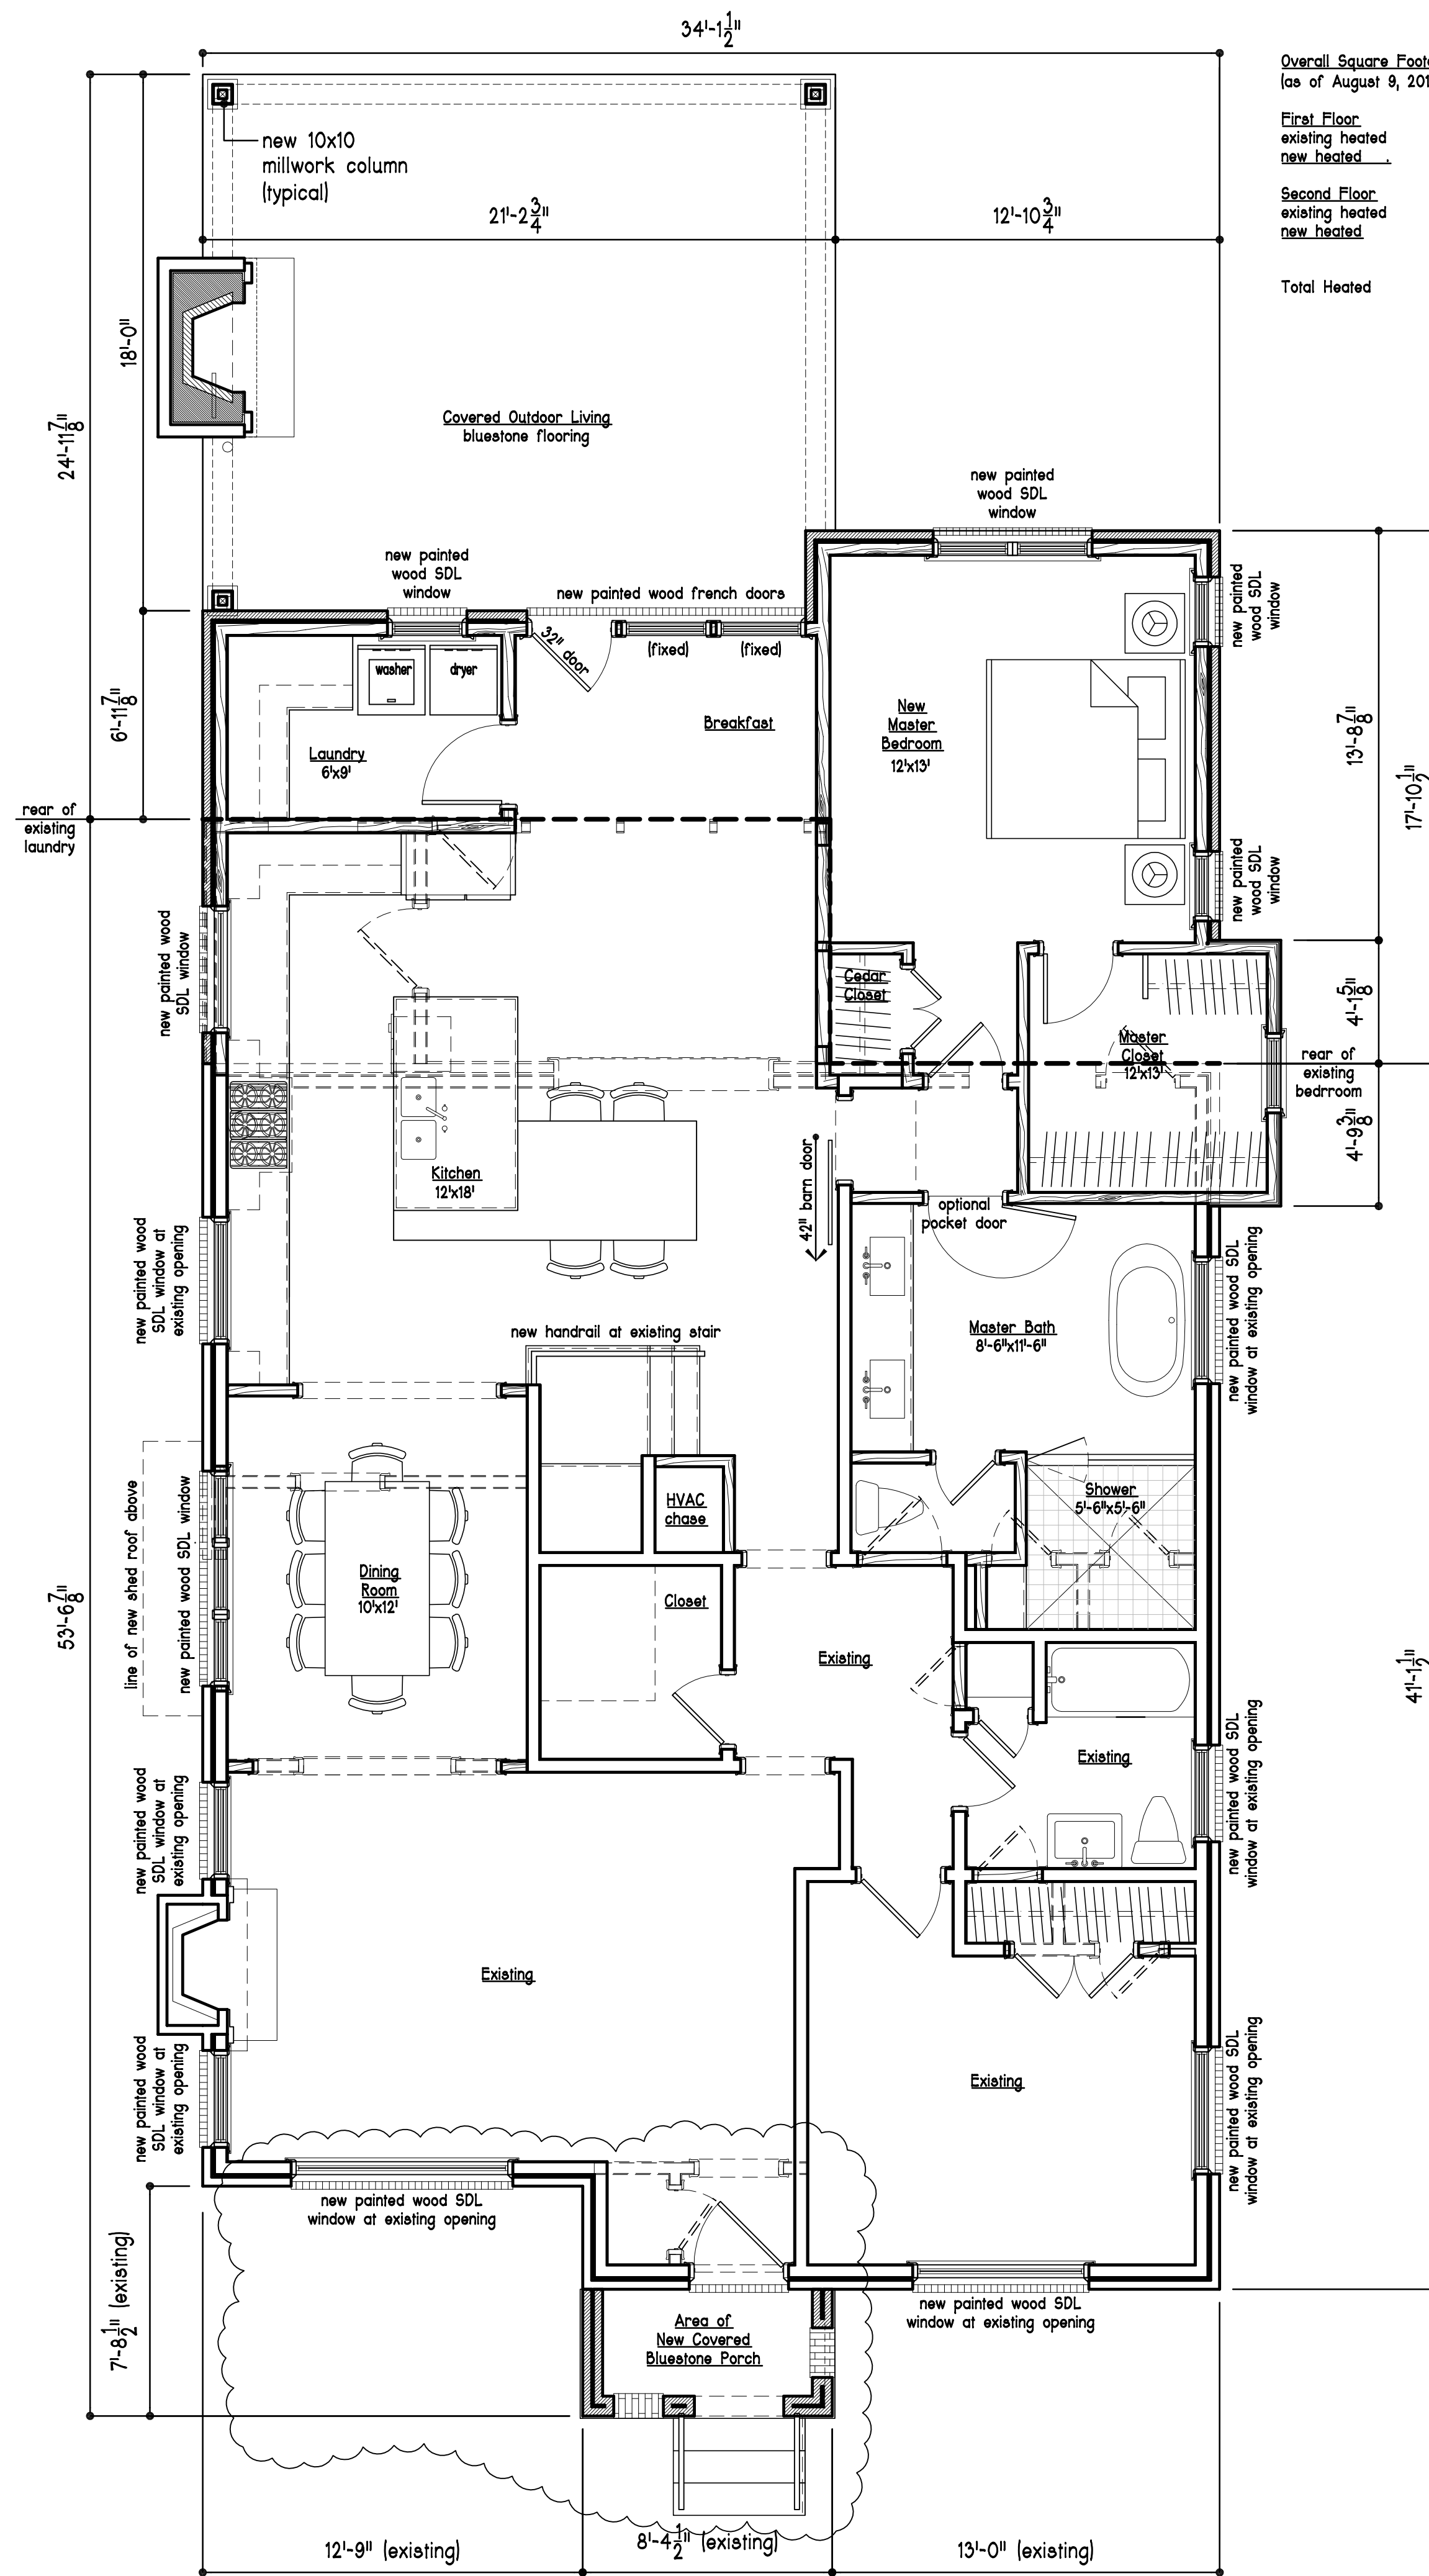 34'-1 1/2"
Overall Square Foot
(as of August 9, 201
First Floor
existing heated
new heated .
Second Floor
existing heated
new heated
Total Heated
new 10x10
millwork column
(typical)
21'-2 3/4"
12'-10 3/4"
18'-0"
24'-11 7/8"
Covered Outdoor Living
bluestone flooring
new painted
wood SDL
window
new painted
wood SDL
window
new painted wood french doors
32" door
(fixed)
(fixed)
washer
dryer
Breakfast
Laundry
6'x9'
6'-11 7/8"
New
Master
Bedroom
12'x13'
new painted
wood SDL
window
13'-8 7/8"
17'-10 1/2"
rear of
existing
laundry
new painted
wood SDL
window
new painted wood
SDL window
Cedar
Closet
Master
Closet
12'x13'
4'-1 5/8"
rear of
existing
bedrroom
4'-9 3/8"
Kitchen
12'x18'
42" barn door
optional
pocket door
new painted wood
SDL window at
existing opening
new painted wood SDL
window at existing opening
Master Bath
8'-6"x11'-6"
new handrail at existing stair
line of new shed roof above
new painted wood SDL window
HVAC
chase
Shower
5'-6"x5'-6"
Dining
Room
10'x12'
Closet
53'-6 7/8"
Existing
41'-1 1/2"
Existing
new painted wood SDL
window at existing opening
new painted wood
SDL window at
existing opening
Existing
Existing
new painted wood
SDL window at
existing opening
new painted wood SDL
window at existing opening
new painted wood SDL
window at existing opening
7'-8 1/2" (existing)
new painted wood SDL
window at existing opening
Area of
New Covered
Bluestone Porch
12'-9" (existing)
8'-4 1/2" (existing)
13'-0" (existing)